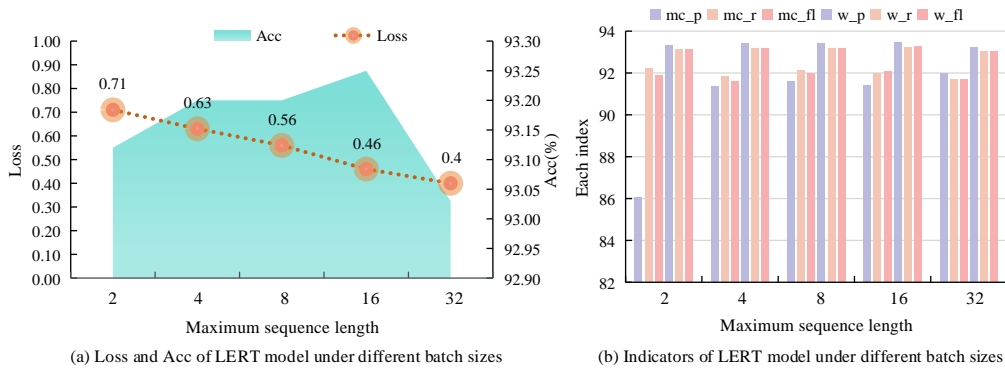 1.00
0.90
0.80
0.70
0.60
0.50
0.40
0.30
0.20
0.10
0.00
Loss
Acc
Loss
0.71
0.63
0.56
0.46
0.4
93.30
93.25
93.20
93.15
93.10
93.05
93.00
92.95
92.90
Acc(%)
2 4 8 16 32
Maximum sequence length
(a) Loss and Acc of LERT model under different batch sizes
mc_p mc_r mc_fl w_p w_r w_fl
94
92
90
88
86
84
82
Each index
2 4 8 16 32
Maximum sequence length
(b) Indicators of LERT model under different batch sizes